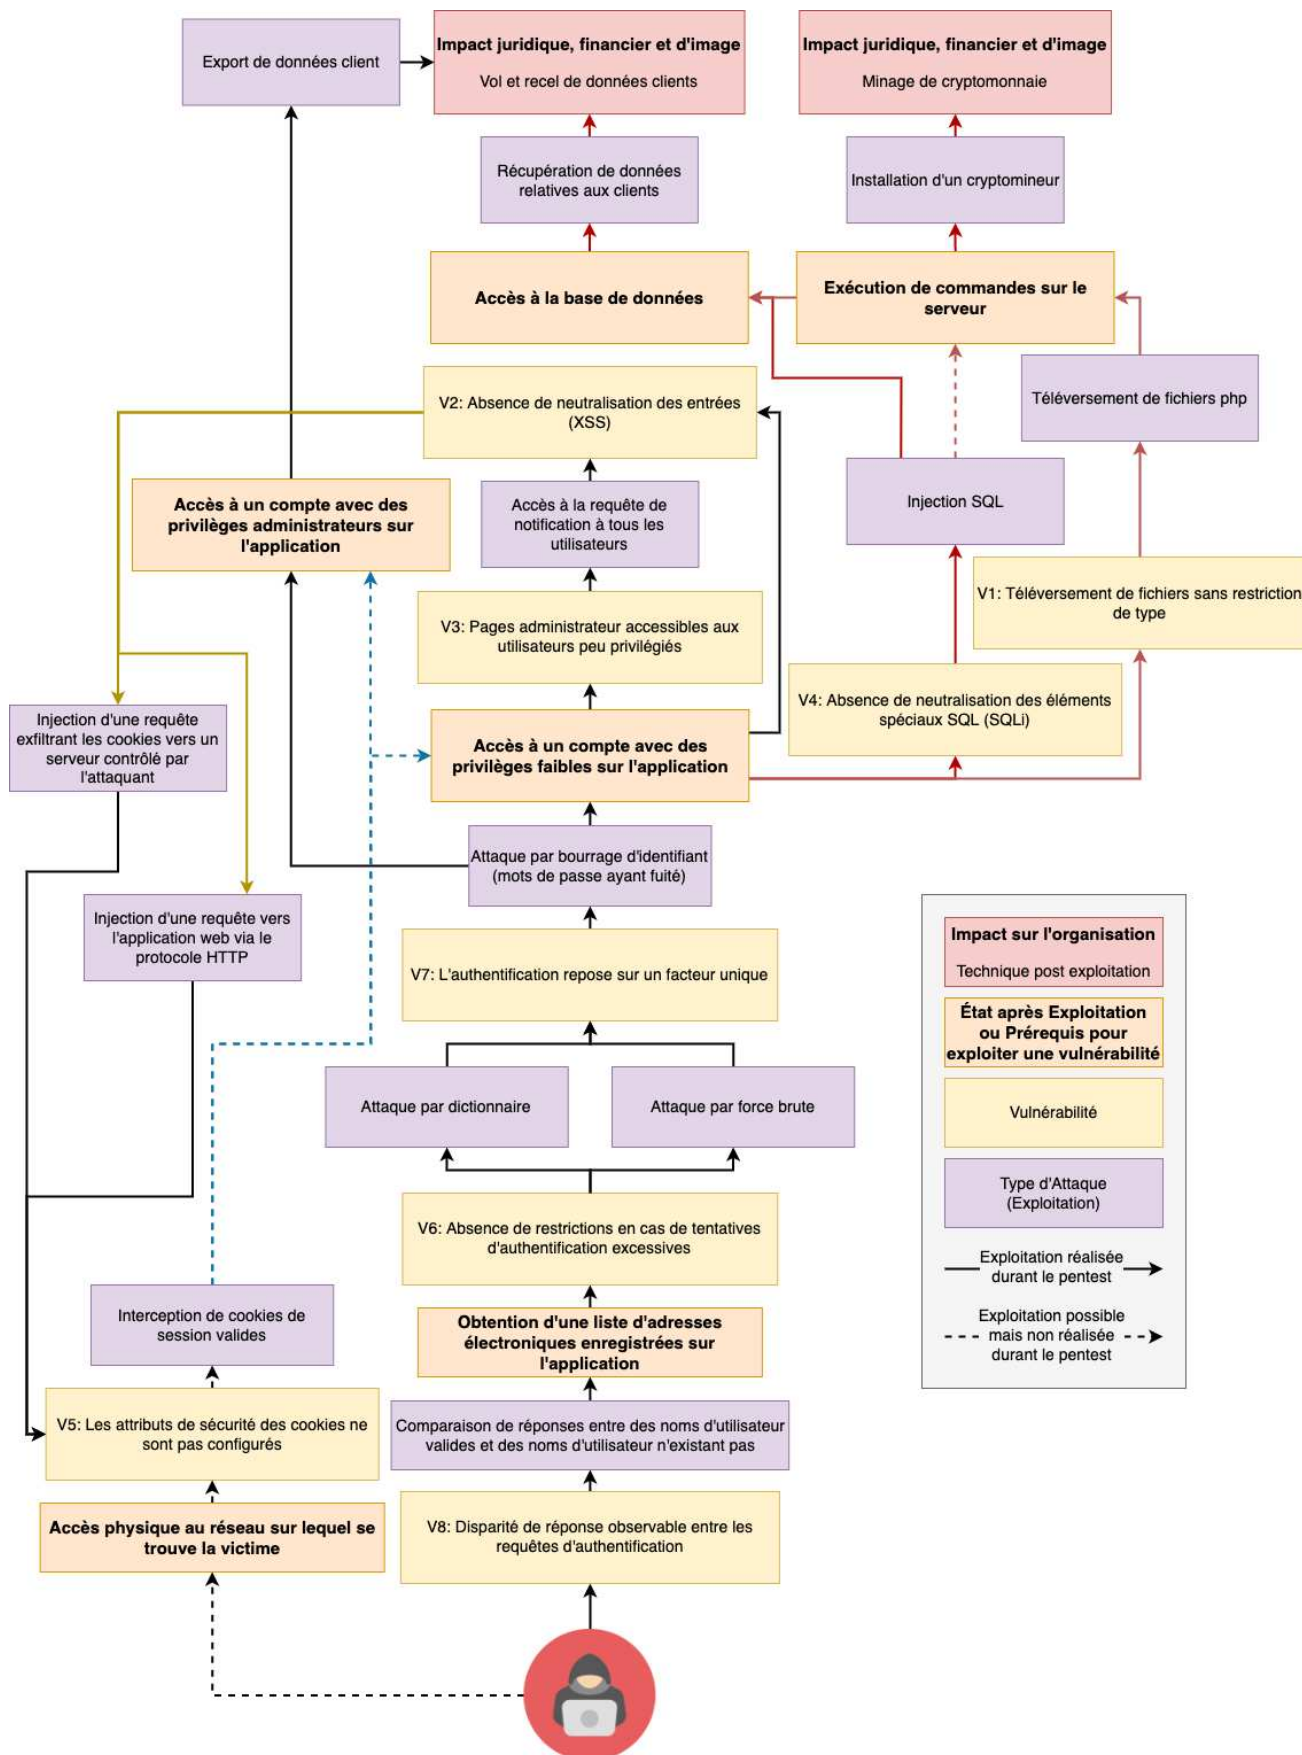 Export de données client
Impact juridique, financier et d'image
Vol et recel de données clients
Impact juridique, financier et d'image
Minage de cryptomonnaie
Récupération de données
relatives aux clients
Installation d'un cryptomineur
Accès à la base de données
Exécution de commandes sur le
serveur
V2: Absence de neutralisation des entrées
(XSS)
Téléversement de fichiers php
Accès à un compte avec des
privilèges administrateurs sur
l'application
Accès à la requête de
notification à tous les
utilisateurs
Injection SQL
V3: Pages administrateur accessibles aux
utilisateurs peu privilégiés
V1: Téléversement de fichiers sans restriction
de type
V4: Absence de neutralisation des éléments
spéciaux SQL (SQLi)
Injection d'une requête
exfiltrant les cookies vers un
serveur contrôlé par
l'attaquant
Accès à un compte avec des
privilèges faibles sur l'application
Attaque par bourrage d'identifiant
(mots de passe ayant fuité)
Injection d'une requête vers
l'application web via le
protocole HTTP
V7: L'authentification repose sur un facteur unique
Attaque par dictionnaire
Attaque par force brute
V6: Absence de restrictions en cas de tentatives
d'authentification excessives
Interception de cookies de
session valides
Obtention d'une liste d'adresses
électroniques enregistrées sur
l'application
V5: Les attributs de sécurité des cookies ne
sont pas configurés
Comparaison de réponses entre des noms d'utilisateur
valides et des noms d'utilisateur n'existant pas
Accès physique au réseau sur lequel se
trouve la victime
V8: Disparité de réponse observable entre les
requêtes d'authentification
Impact sur l'organisation
Technique post exploitation
État après Exploitation
ou Prérequis pour
exploiter une vulnérabilité
Vulnérabilité
Type d'Attaque
(Exploitation)
Exploitation réalisée
durant le pentest
Exploitation possible
mais non réalisée
durant le pentest